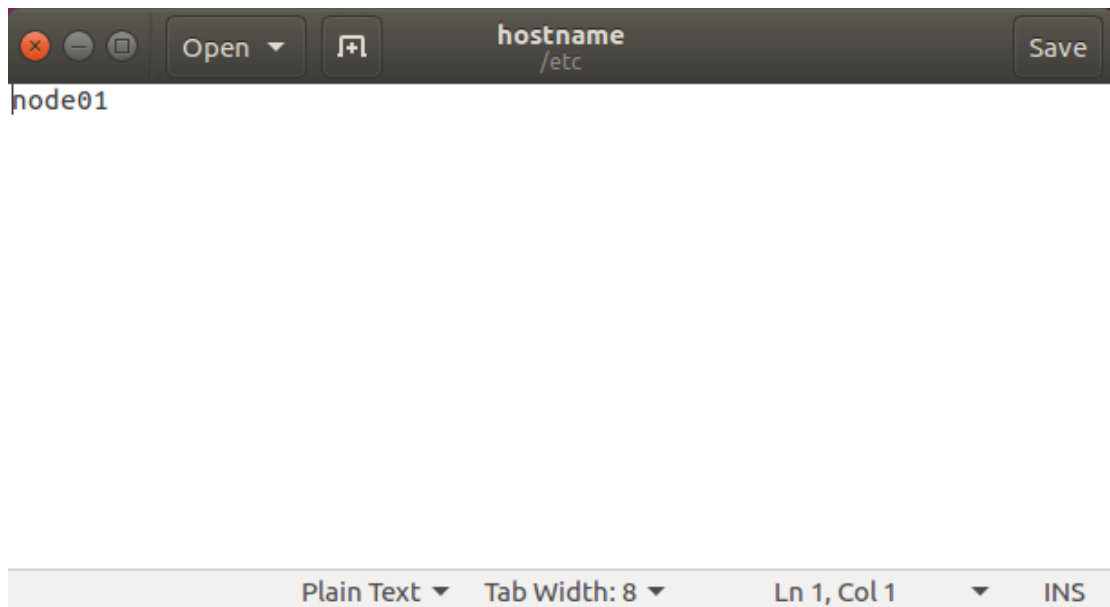 Open hostname Save
/etc
node01
Plain Text Tab Width: 8 Ln 1, Col 1 INS